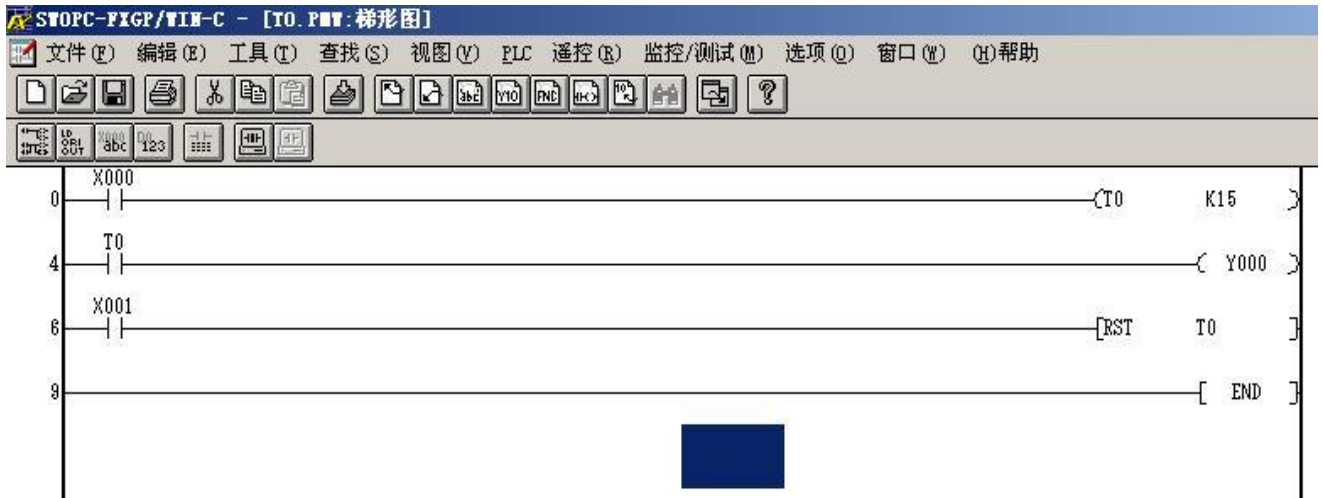 SWOPC-FXGP/WIN-C - [T0.PMW:梯形图]
文件(F) 编辑(E) 工具(T) 查找(S) 视图(V) PLC 遥控(R) 监控/测试(M) 选项(O) 窗口(W) (H)帮助
X000
0 T0 K15
T0
4 Y000
X001
6 RST T0
9 END